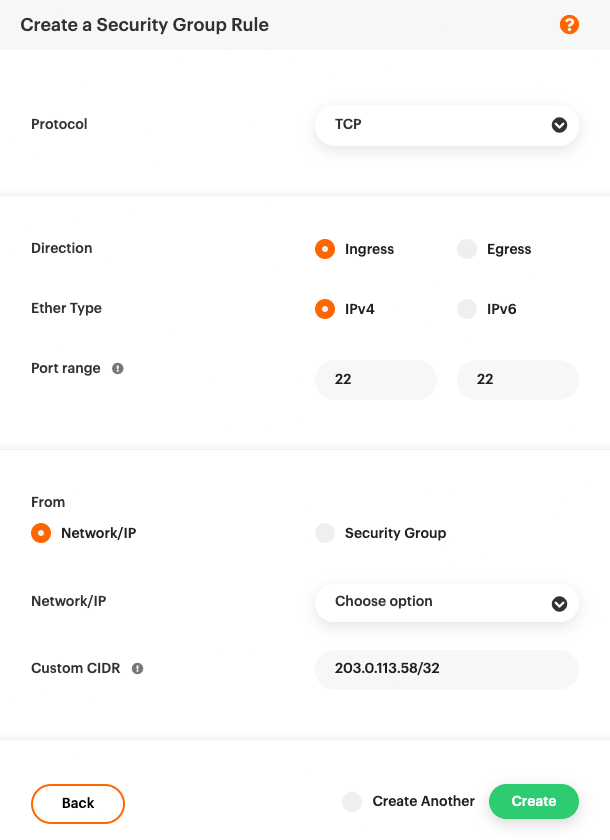 Create a Security Group Rule ?
Protocol TCP
Direction Ingress Egress
Ether Type IPv4 IPv6
Port range ! 22 22
From
Network/IP Security Group
Network/IP Choose option
Custom CIDR ! 203.0.113.58/32
Back Create Another Create